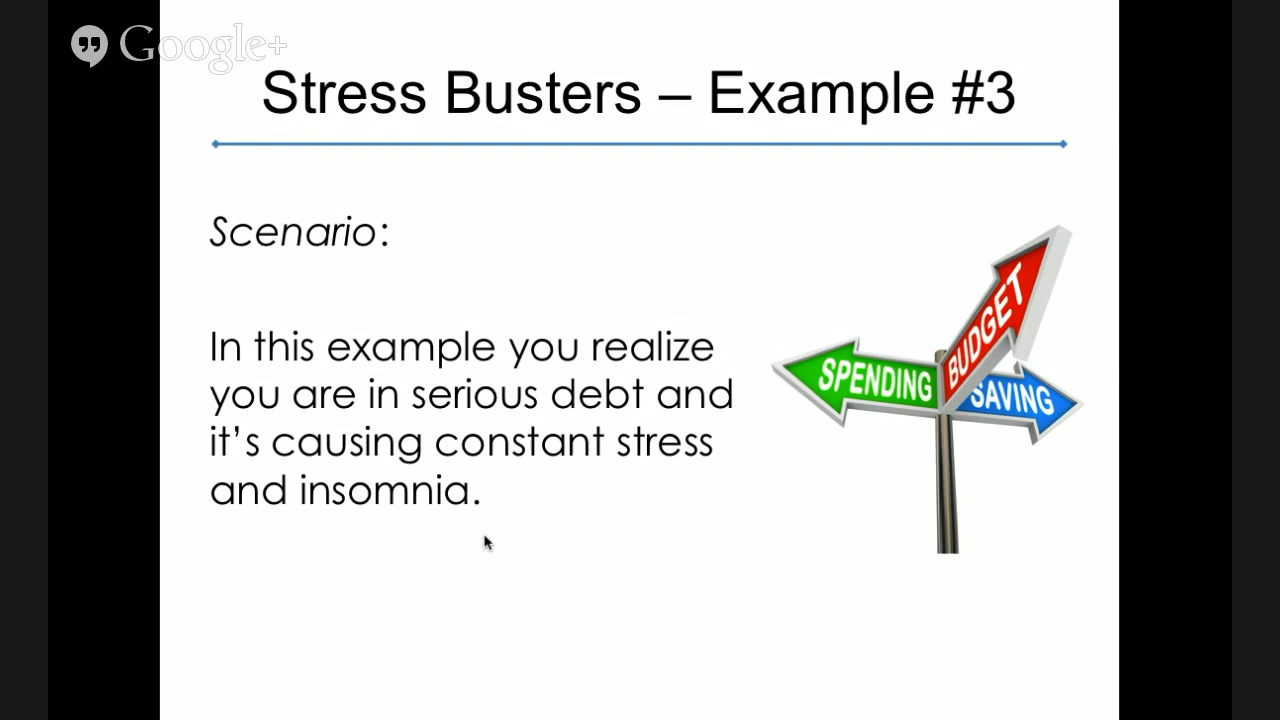 Google+
Stress Busters – Example #3
Scenario:
In this example you realize
you are in serious debt and
it's causing constant stress
and insomnia.
BUDGET
SPENDING
SAVING